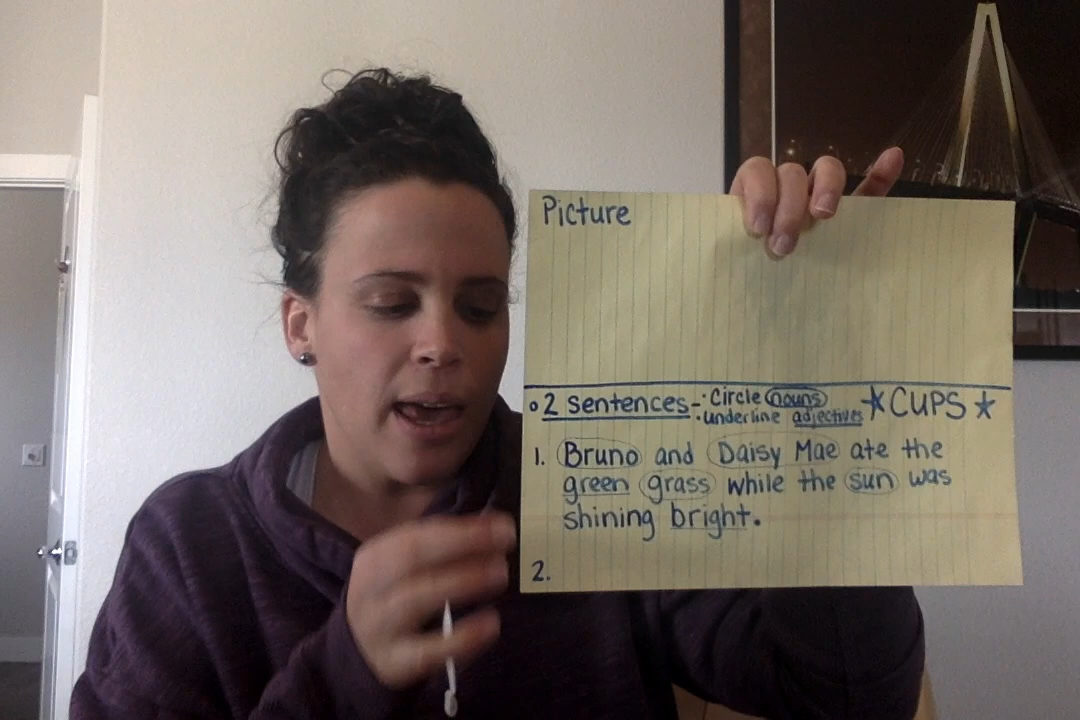 Picture
• 2 sentences - • Circle nouns ★ CUPS ★
• underline adjectives
1. Bruno and Daisy Mae ate the
green grass while the sun was
shining bright.
2.